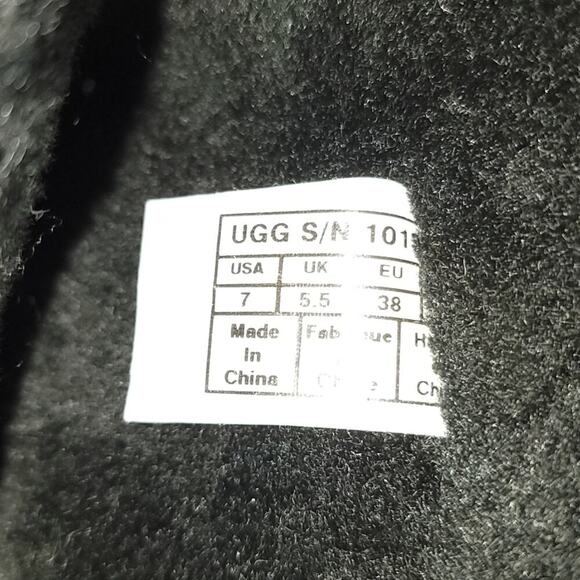 UGG S/N 101
USA UK EU
7 5.5 38
Made
In
China